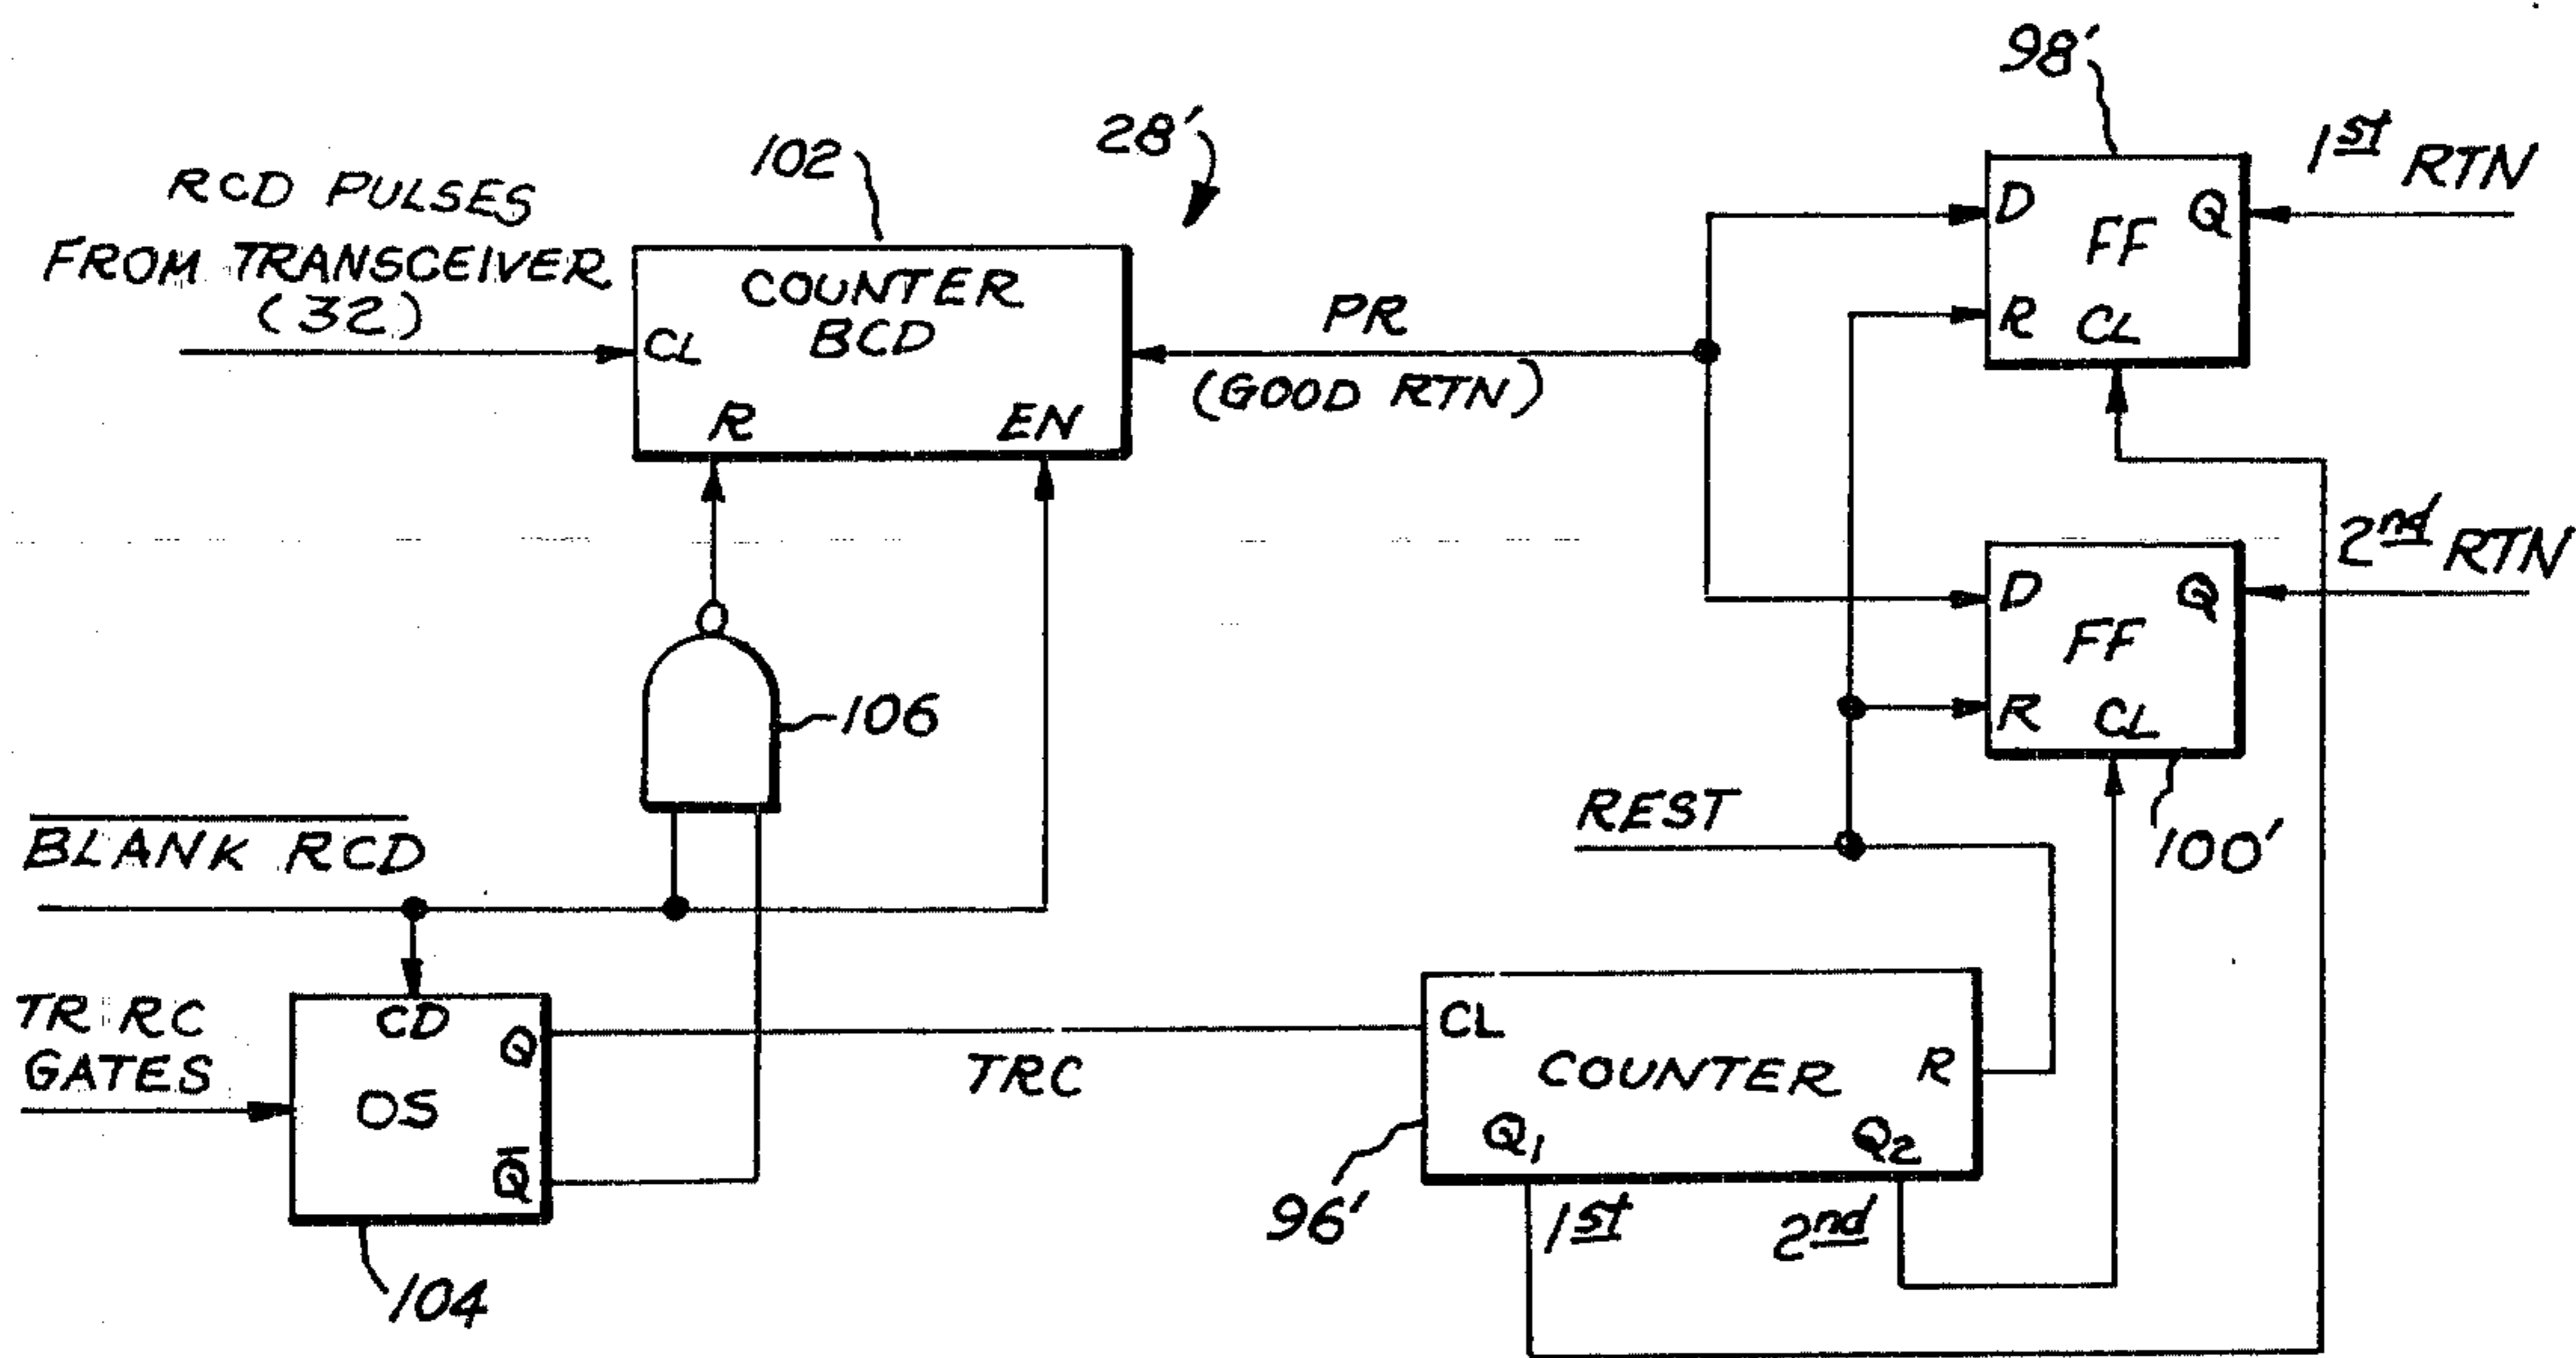 98'
28'
1st RTN
102
RCD PULSES
FROM TRANSCEIVER
(32)
COUNTER
BCD
CL
R
EN
PR
(GOOD RTN)
D
Q
FF
R
CL
2nd RTN
D
Q
FF
R
CL
106
REST
100'
BLANK RCD
TR RC
GATES
CD
Q
OS
Q̅
TRC
CL
COUNTER
R
Q1
Q2
96'
1st
2nd
104